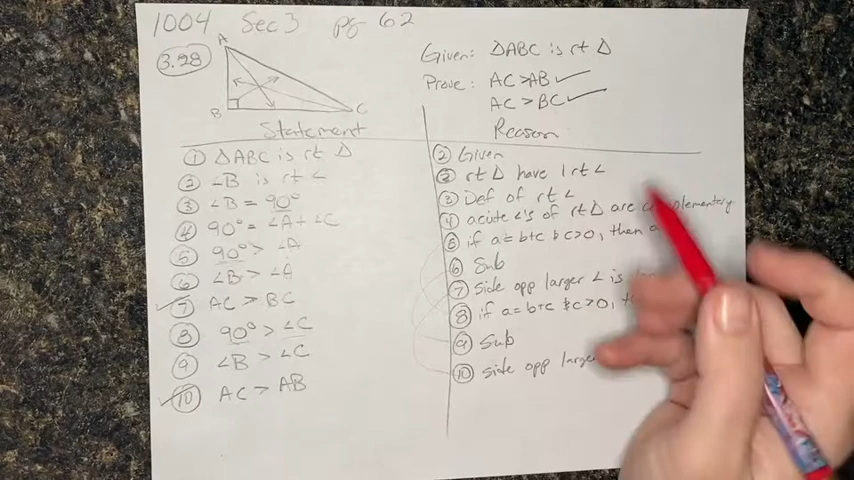 1004 Sec 3 pg 62
3.28
A
B
C
Given: △ABC is rt △
Prove: AC > AB ✓
AC > BC ✓
Statement
Reason
① △ABC is rt △
② ∠B is rt ∠
③ ∠B = 90°
④ 90° = ∠A + ∠C
⑤ 90° > ∠A
⑥ ∠B > ∠A
✓⑦ AC > BC
⑧ 90° > ∠C
⑨ ∠B > ∠C
✓⑩ AC > AB
② Given
② rt △ have 1 rt ∠
③ Def of rt ∠
④ acute ∠'s of rt △ are complementary
⑤ if a = b+c & c>0, then
⑥ Sub
⑦ side opp larger ∠ is
⑧ if a = b+c & c>0,
⑨ Sub
⑩ side opp larger